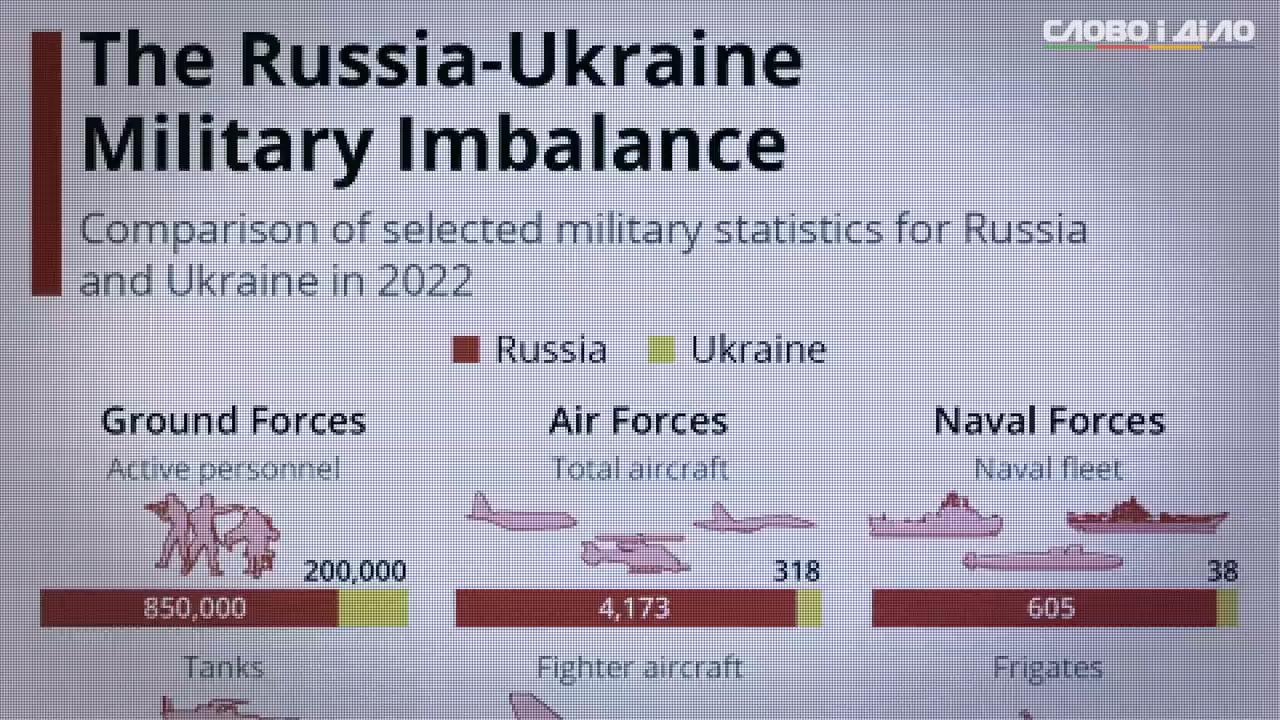 СЛОВО і ДіЛО
The Russia-Ukraine
Military Imbalance
Comparison of selected military statistics for Russia
and Ukraine in 2022
Russia Ukraine
Ground Forces Air Forces Naval Forces
Active personnel Total aircraft Naval fleet
200,000 318 38
850,000 4,173 605
Tanks Fighter aircraft Frigates